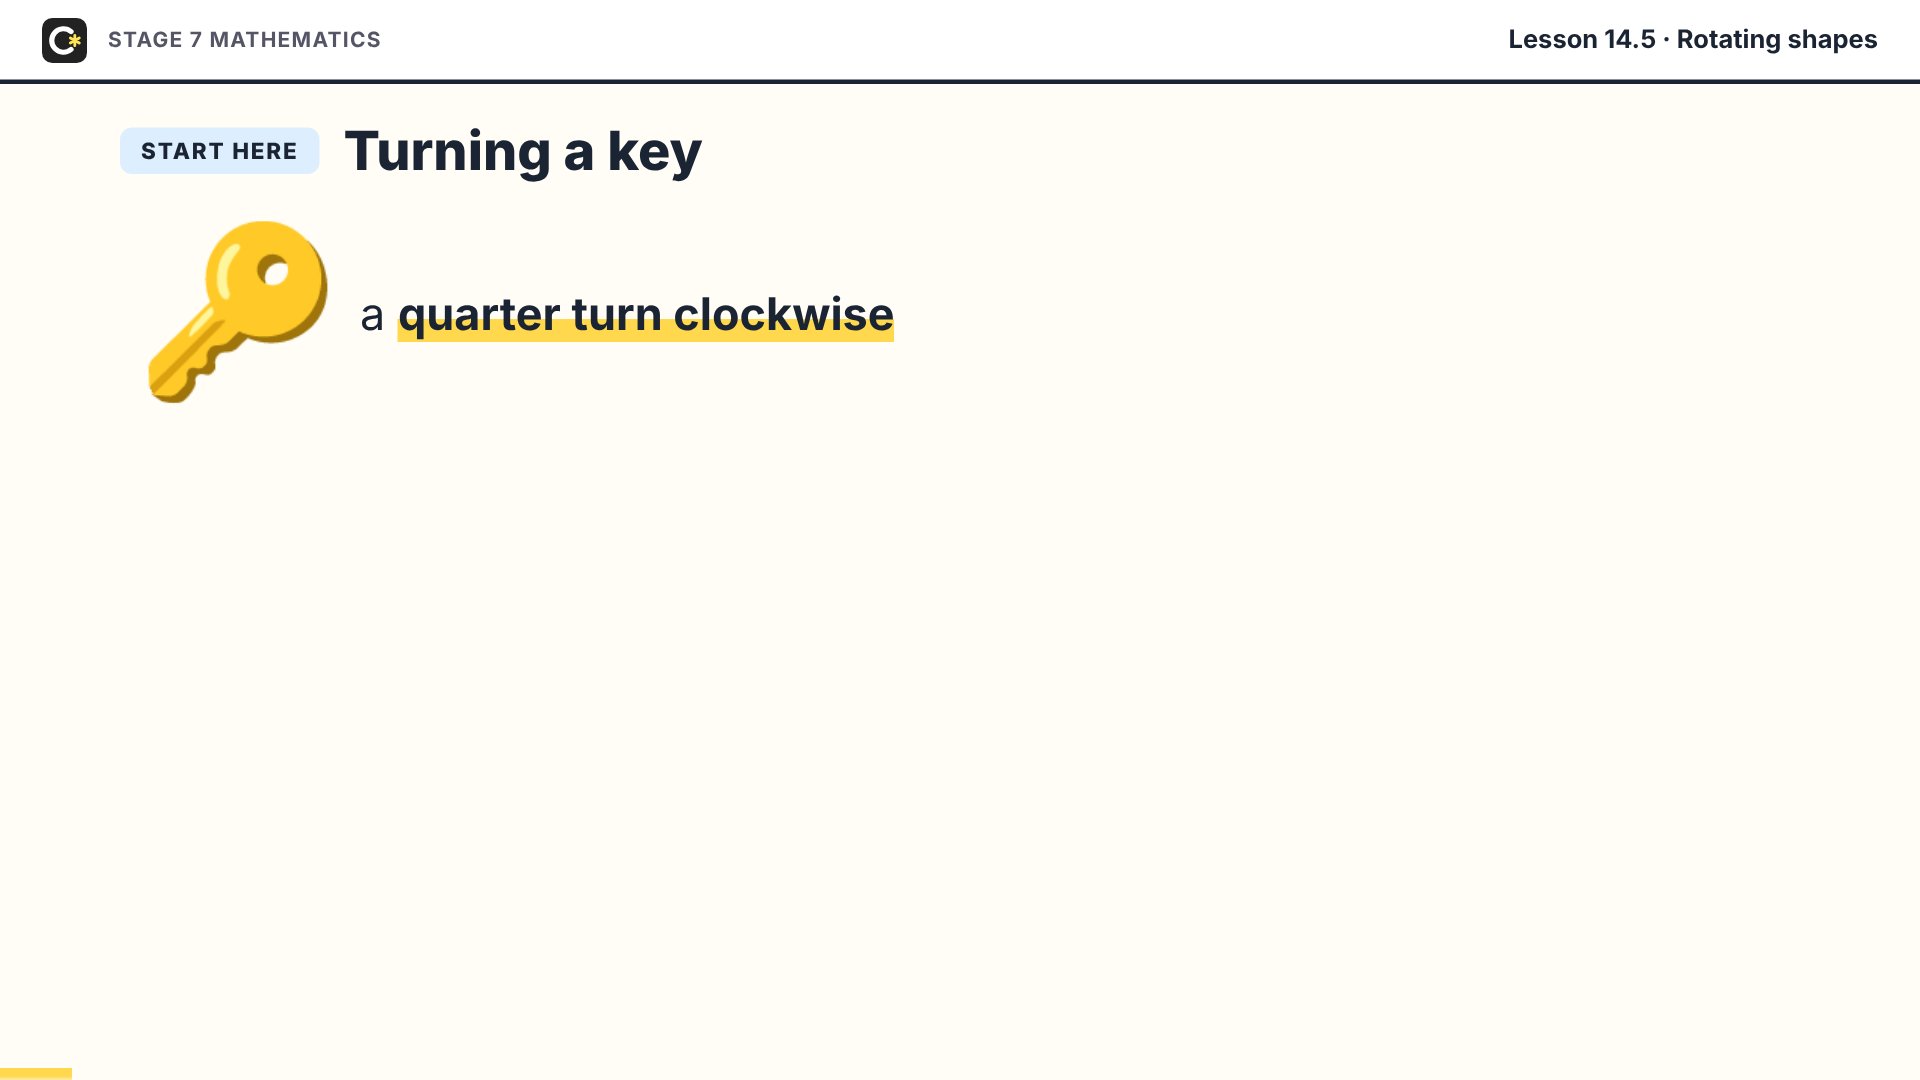 STAGE 7 MATHEMATICS
Lesson 14.5 · Rotating shapes
START HERE
Turning a key
a quarter turn clockwise